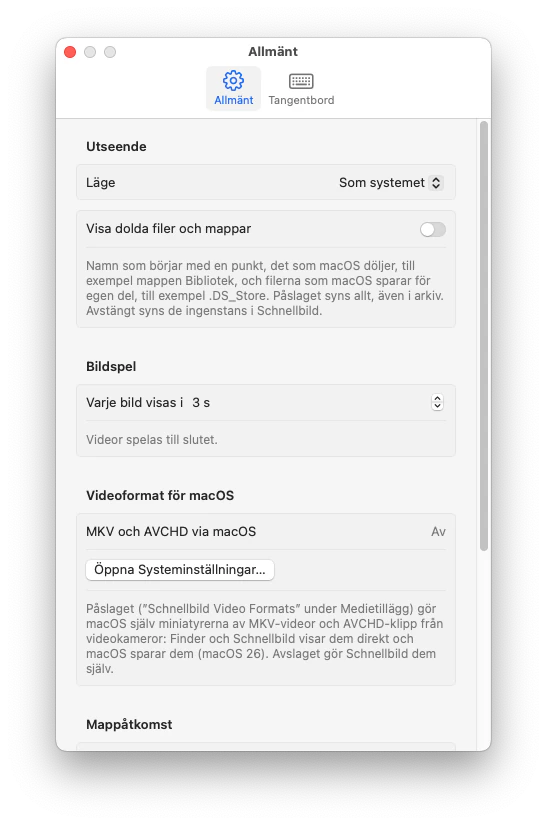 Allmänt
Allmänt
Tangentbord
Utseende
Läge
Som systemet
Visa dolda filer och mappar
Namn som börjar med en punkt, det som macOS döljer, till
exempel mappen Bibliotek, och filerna som macOS sparar för
egen del, till exempel .DS_Store. Påslaget syns allt, även i arkiv.
Avstängt syns de ingenstans i Schnellbild.
Bildspel
Varje bild visas i 3 s
Videor spelas till slutet.
Videoformat för macOS
MKV och AVCHD via macOS
Av
Öppna Systeminställningar...
Påslaget (”Schnellbild Video Formats” under Medietillägg) gör
macOS själv miniatyrerna av MKV-videor och AVCHD-klipp från
videokameror: Finder och Schnellbild visar dem direkt och
macOS sparar dem (macOS 26). Avslaget gör Schnellbild dem
själv.
Mappåtkomst